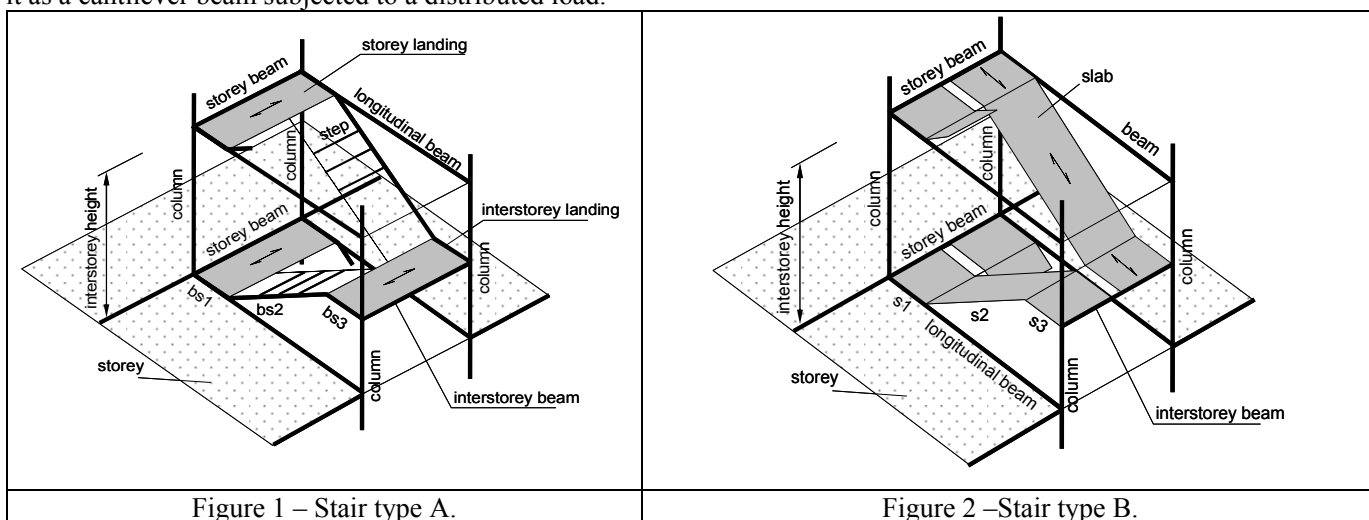 it as a cantilever beam subjected to a distributed load.
storey landing
storey beam
longitudinal beam
step
column
column
interstorey height
interstorey landing
storey beam
column
bs1
bs2
bs3
storey
column
interstorey beam
Figure 1 – Stair type A.
storey beam
slab
beam
column
column
interstorey height
storey beam
column
s1
s2
s3
longitudinal beam
storey
column
interstorey beam
Figure 2 –Stair type B.